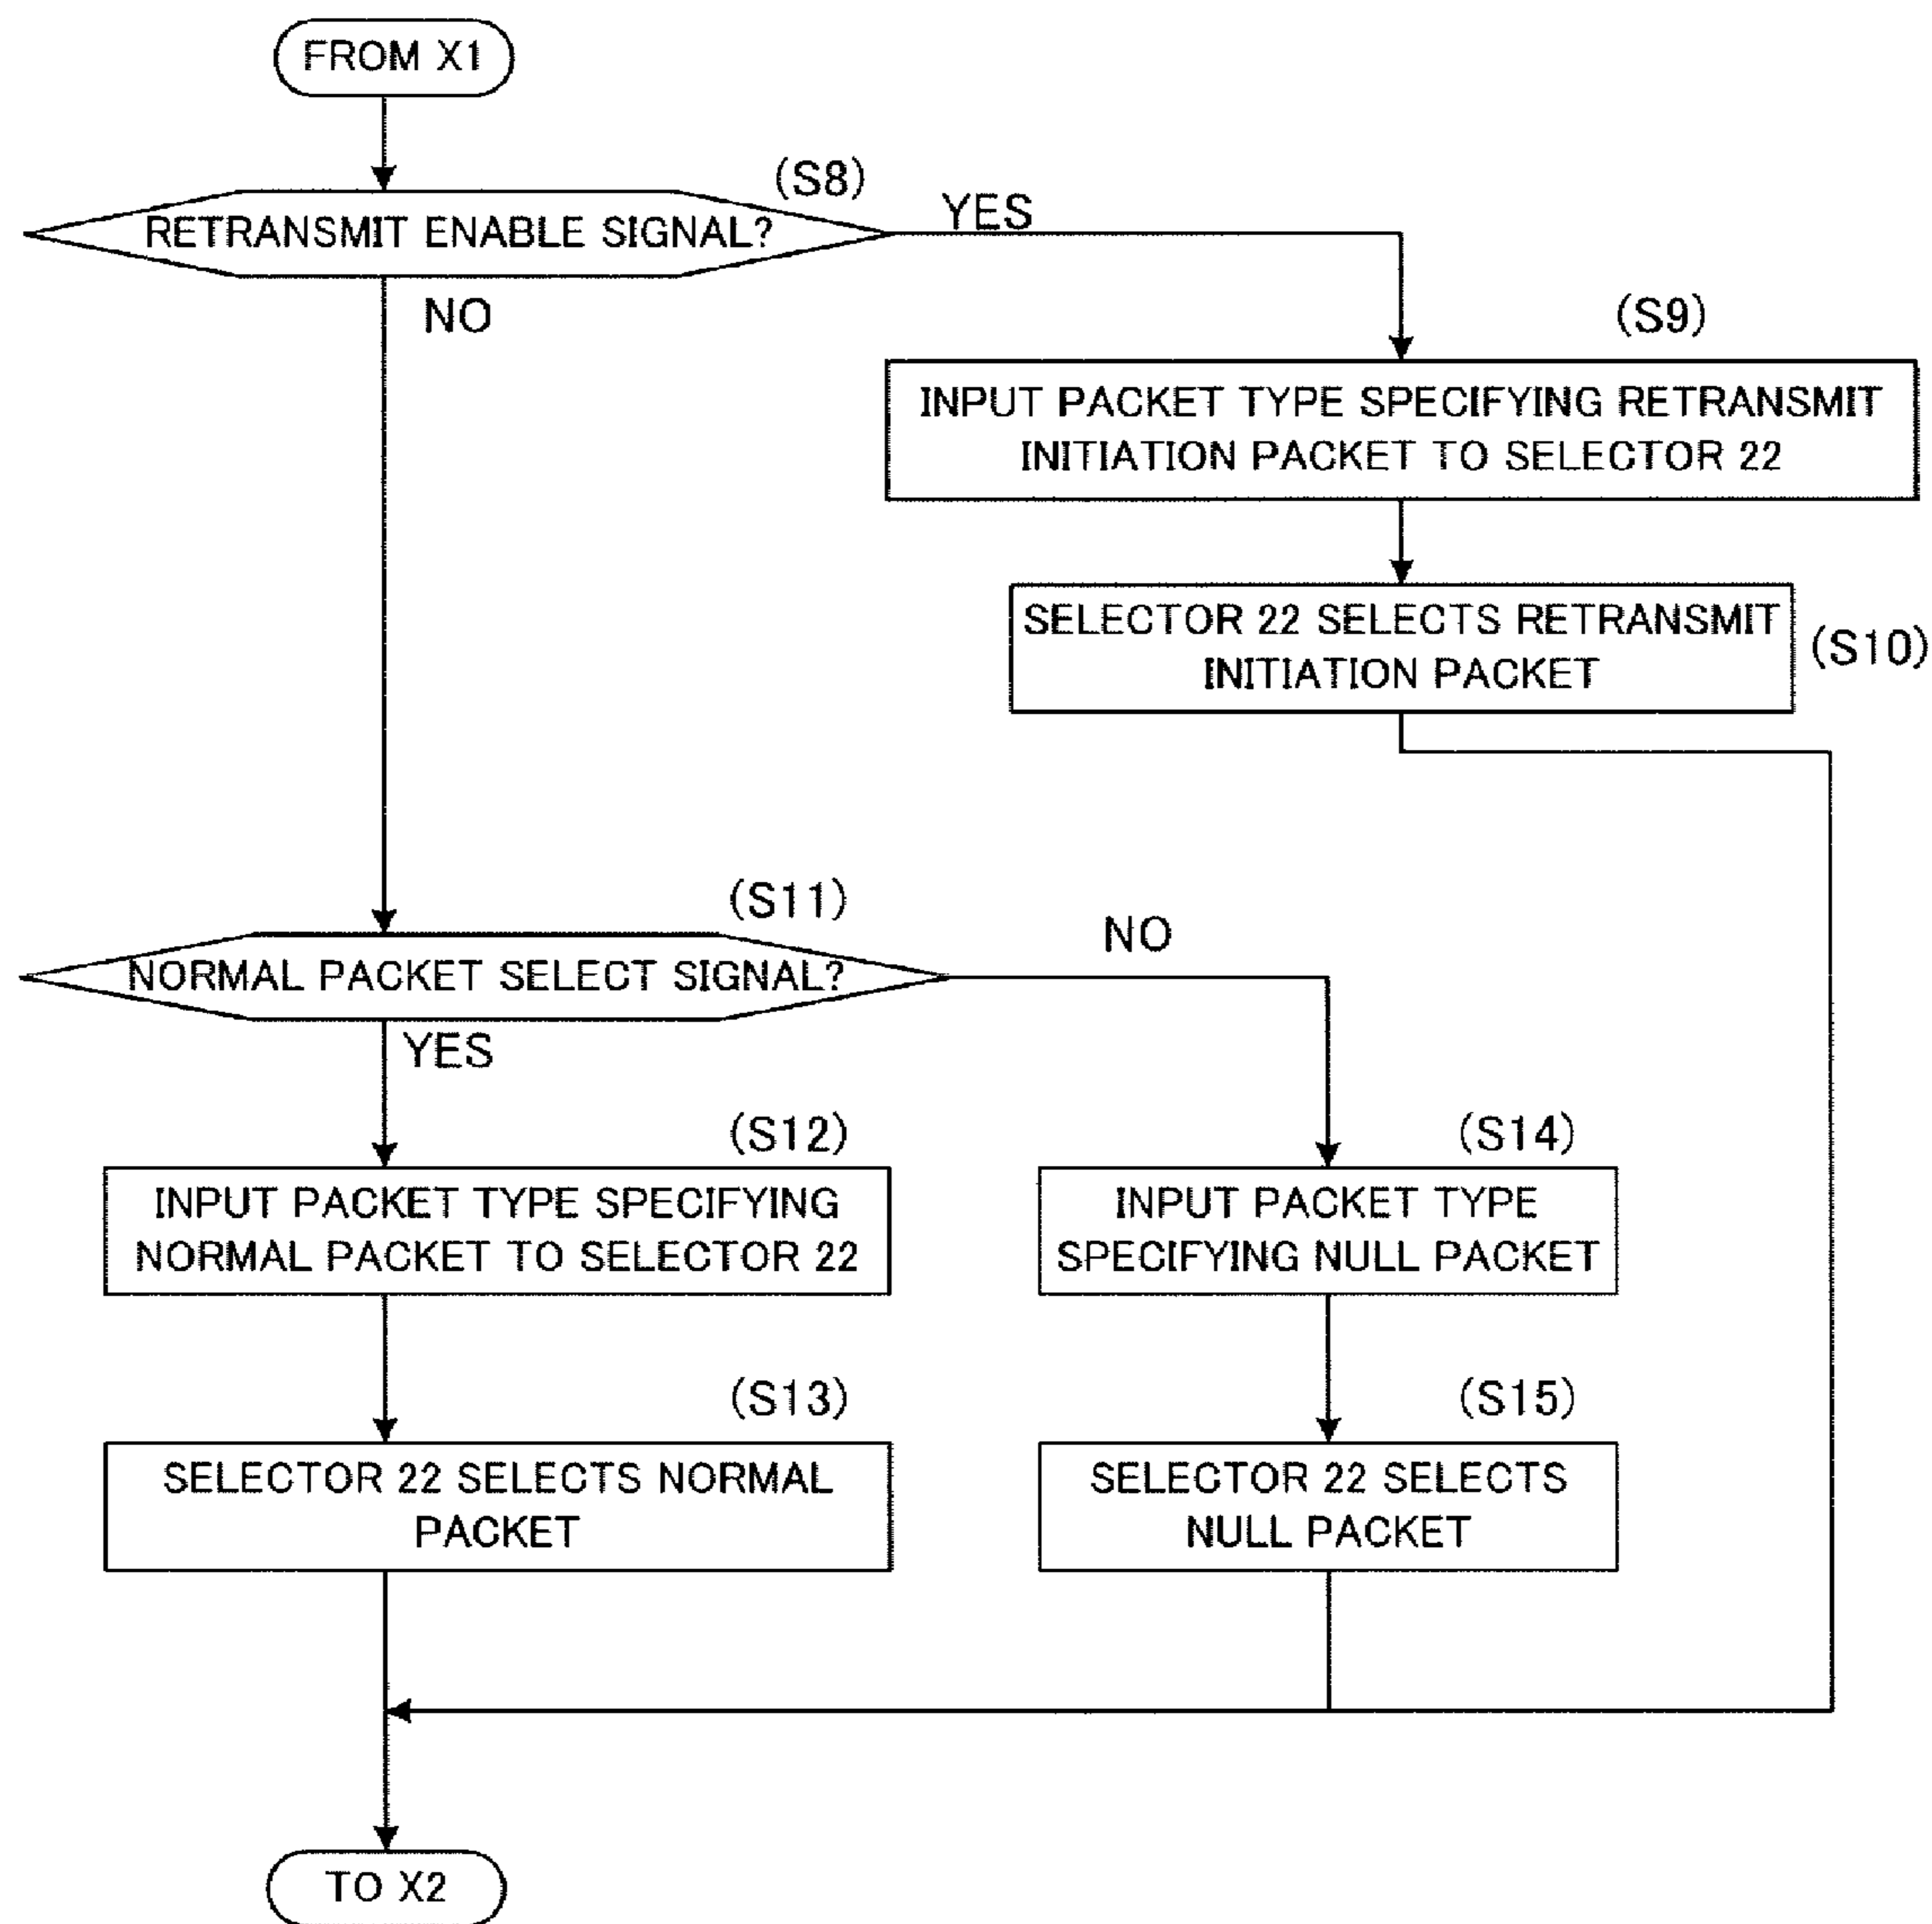 FROM X1
(S8)
RETRANSMIT ENABLE SIGNAL?
YES
NO
(S9)
INPUT PACKET TYPE SPECIFYING RETRANSMIT
INITIATION PACKET TO SELECTOR 22
SELECTOR 22 SELECTS RETRANSMIT
INITIATION PACKET
(S10)
(S11)
NORMAL PACKET SELECT SIGNAL?
NO
YES
(S12)
INPUT PACKET TYPE SPECIFYING
NORMAL PACKET TO SELECTOR 22
(S14)
INPUT PACKET TYPE
SPECIFYING NULL PACKET
(S13)
SELECTOR 22 SELECTS NORMAL
PACKET
(S15)
SELECTOR 22 SELECTS
NULL PACKET
TO X2